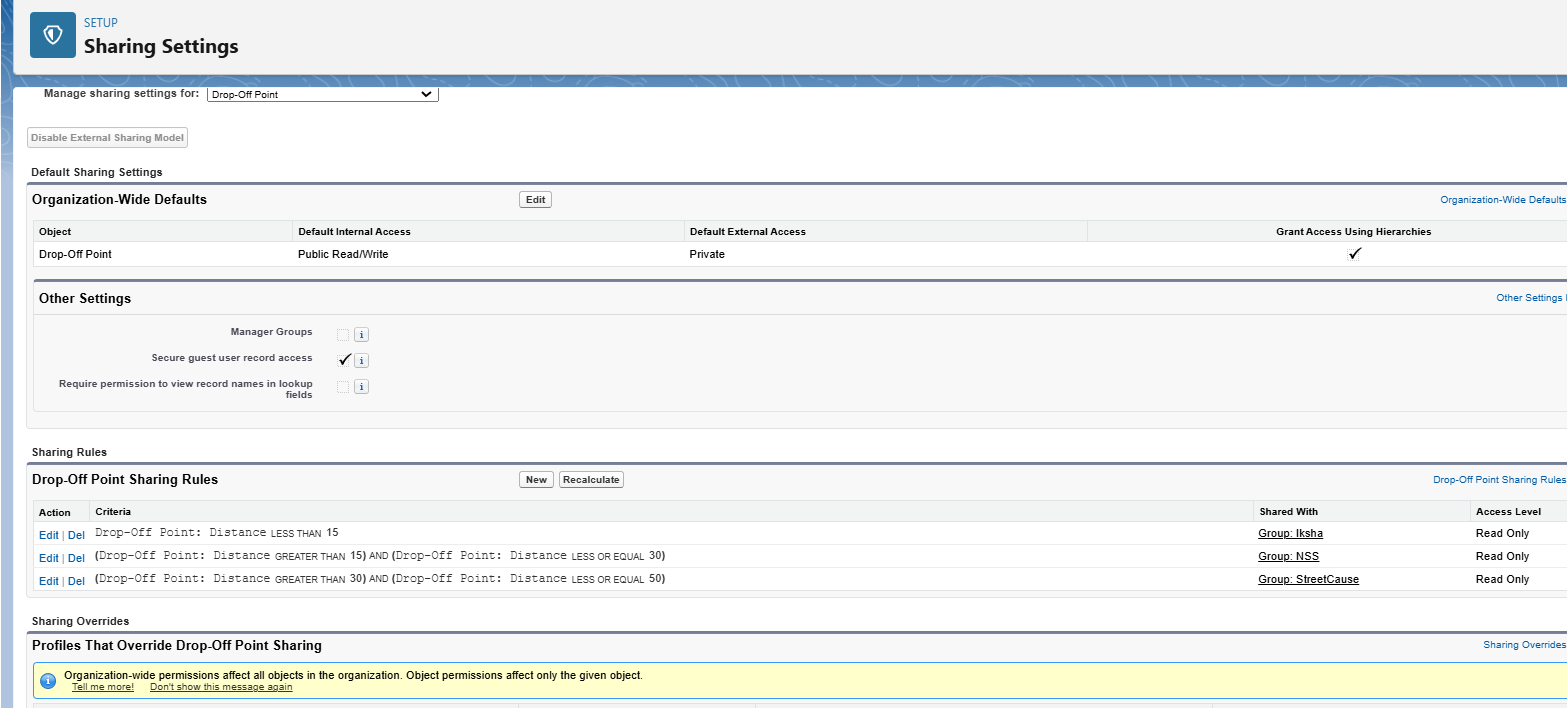 SETUP
Sharing Settings
Manage sharing settings for: Drop-Off Point
Disable External Sharing Model
Default Sharing Settings
Organization-Wide Defaults Edit Organization-Wide Defaults
Object Default Internal Access Default External Access Grant Access Using Hierarchies
Drop-Off Point Public Read/Write Private
Other Settings Other Settings
Manager Groups
Secure guest user record access
Require permission to view record names in lookup
fields
Sharing Rules
Drop-Off Point Sharing Rules New Recalculate Drop-Off Point Sharing Rules
Action Criteria Shared With Access Level
Edit | Del Drop-Off Point: Distance LESS THAN 15 Group: Iksha Read Only
Edit | Del (Drop-Off Point: Distance GREATER THAN 15) AND (Drop-Off Point: Distance LESS OR EQUAL 30) Group: NSS Read Only
Edit | Del (Drop-Off Point: Distance GREATER THAN 30) AND (Drop-Off Point: Distance LESS OR EQUAL 50) Group: StreetCause Read Only
Sharing Overrides
Profiles That Override Drop-Off Point Sharing Sharing Overrides
Organization-wide permissions affect all objects in the organization. Object permissions affect only the given object.
Tell me more! Don't show this message again